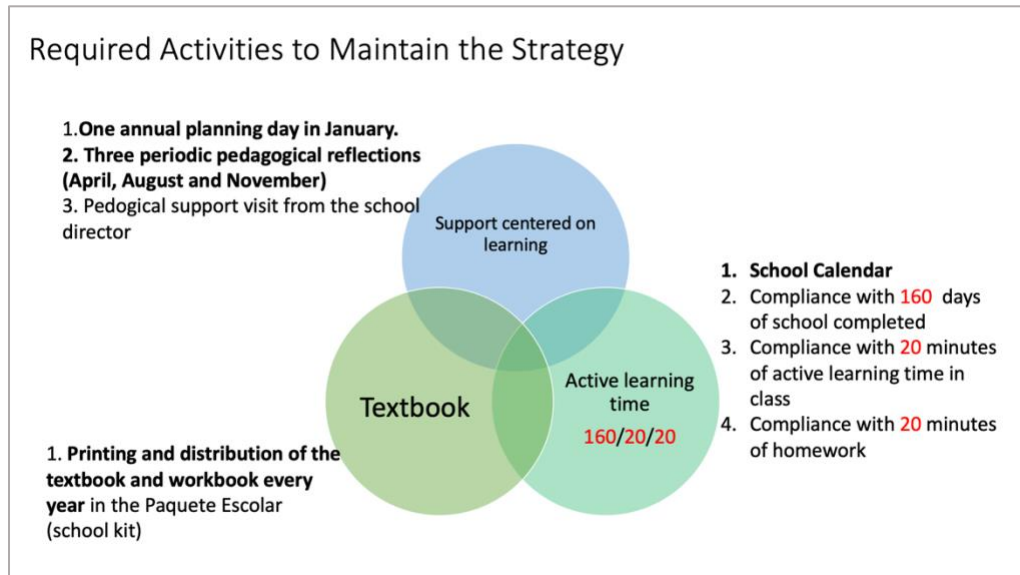 Required Activities to Maintain the Strategy
1.One annual planning day in January.
2. Three periodic pedagogical reflections
(April, August and November)
3. Pedogical support visit from the school
director
Support centered on
learning
1. School Calendar
2. Compliance with 160 days
of school completed
3. Compliance with 20 minutes
of active learning time in
class
4. Compliance with 20 minutes
of homework
Active learning
time
160/20/20
Textbook
1. Printing and distribution of the
textbook and workbook every
year in the Paquete Escolar
(school kit)